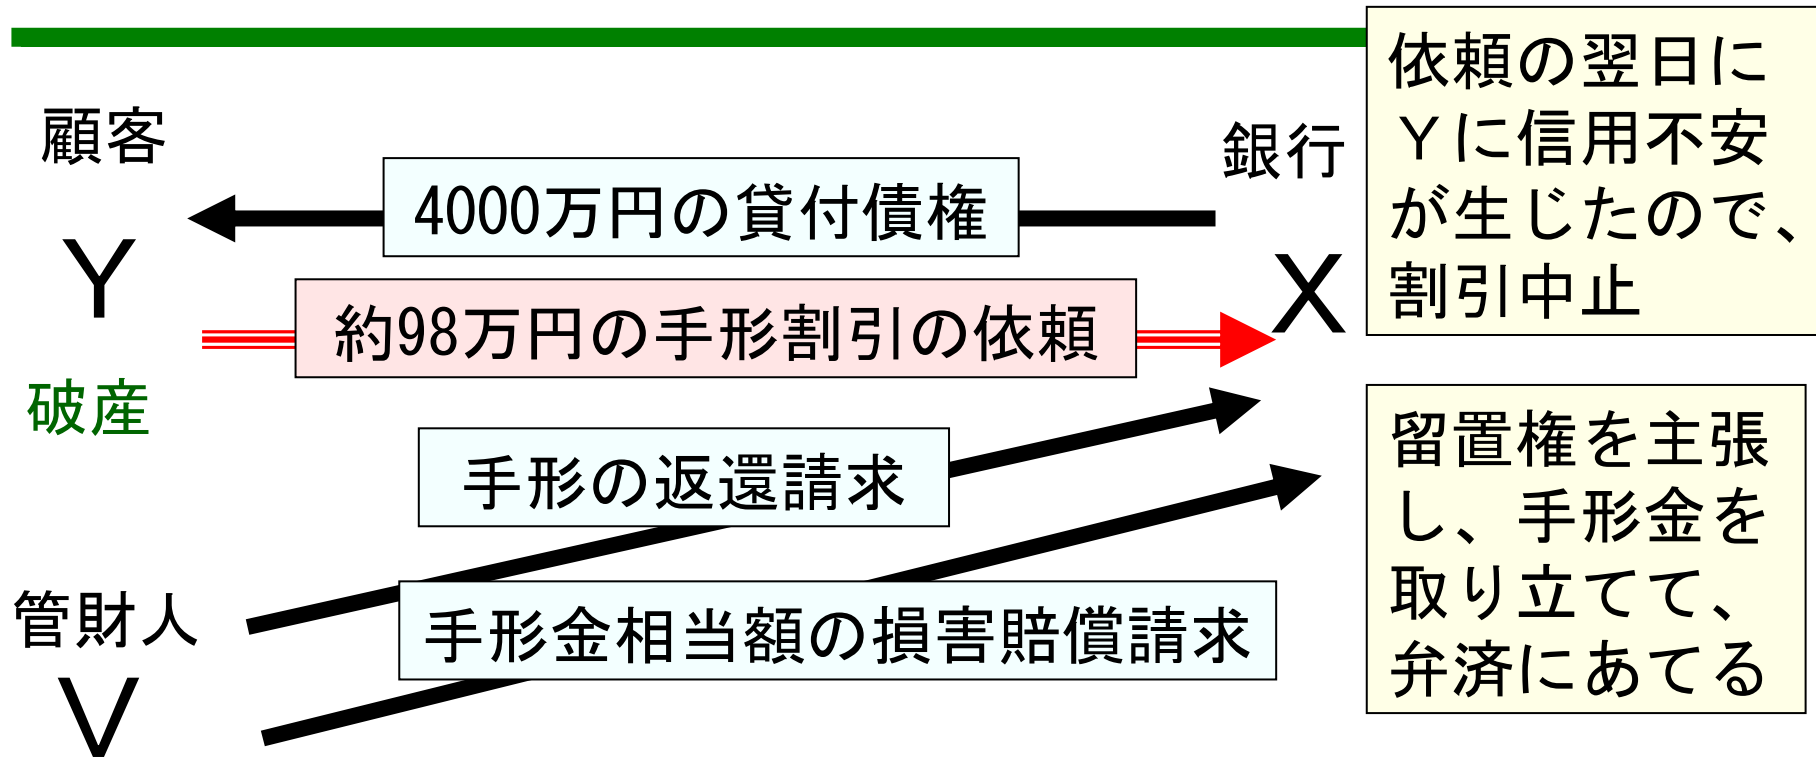 顧客
銀行
4000万円の貸付債権
Y
X
約98万円の手形割引の依頼
破産
手形の返還請求
管財人
手形金相当額の損害賠償請求
V
依頼の翌日に
Yに信用不安
が生じたので、
割引中止
留置権を主張
し、手形金を
取り立てて、
弁済にあてる